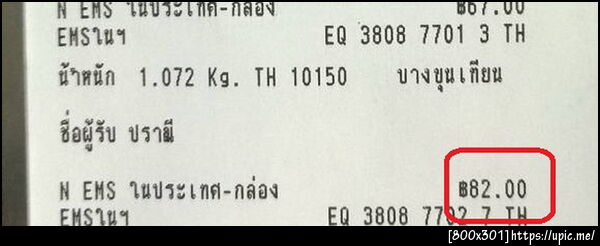 N EMS ในประเทศ-กล่อง ฿67.00
EMSในฯ EQ 3808 7701 3 TH
น้ำหนัก 1.072 Kg. TH 10150 บางขุนเทียน
ชื่อผู้รับ ปราณี
N EMS ในประเทศ-กล่อง ฿82.00
EMSในฯ EQ 3808 7702 7 TH
[800x301] https://upic.me/